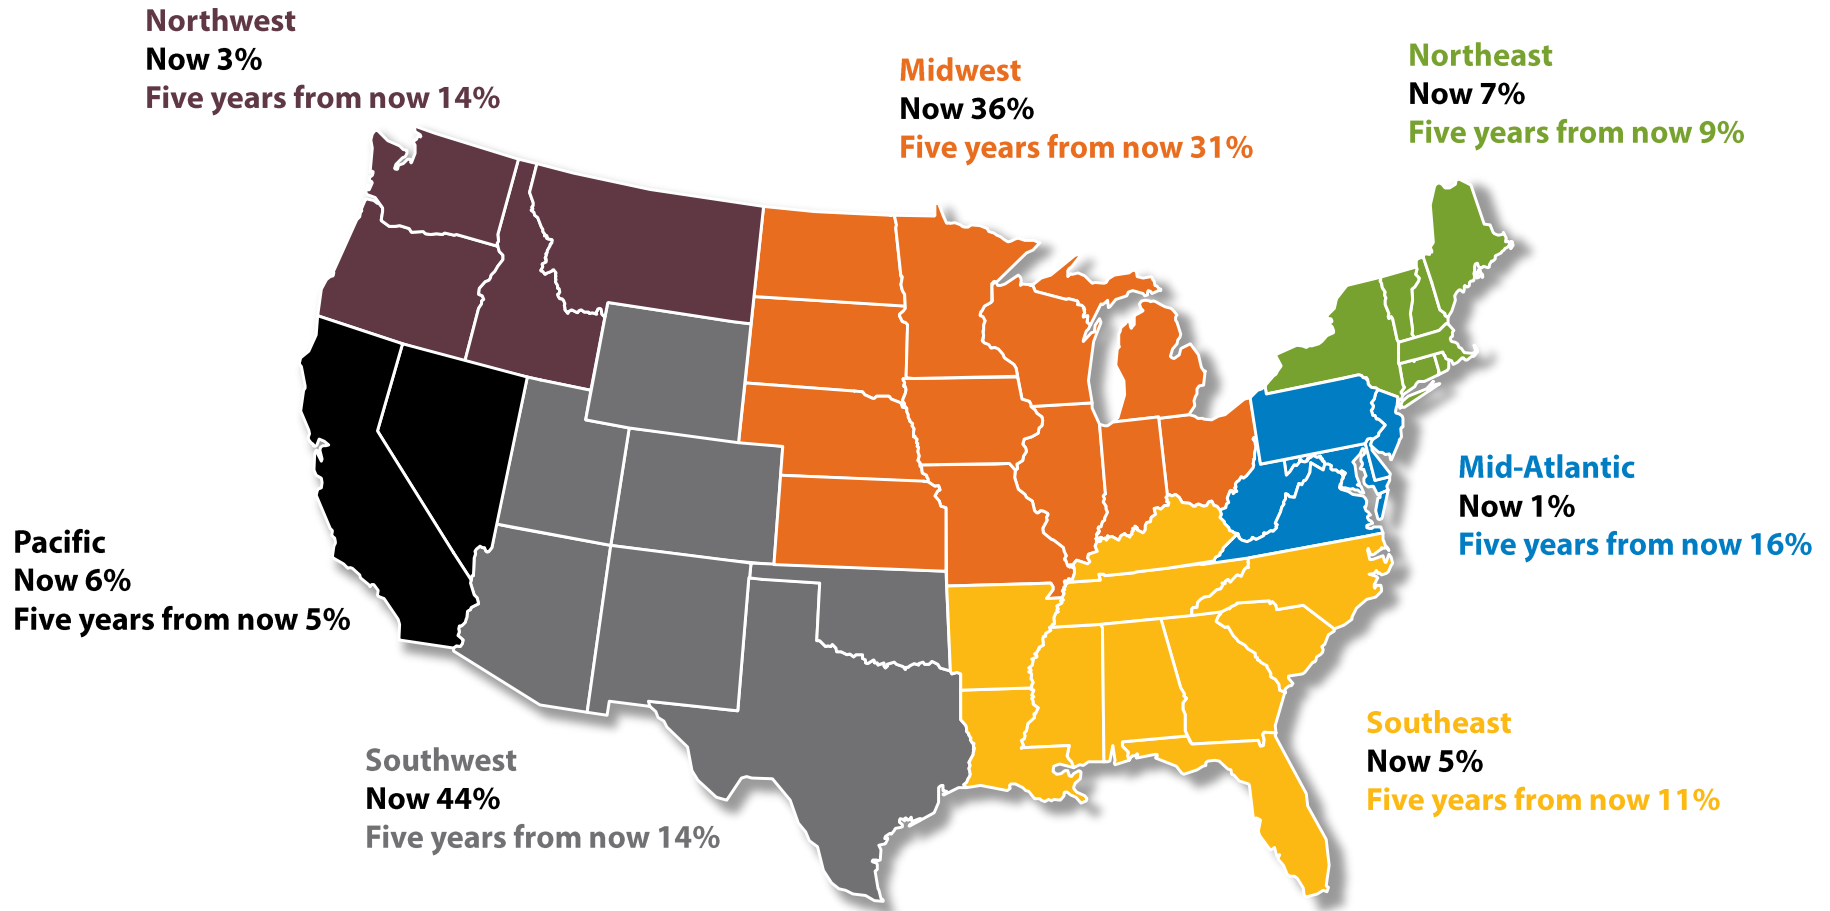 Northwest
Now 3%
Five years from now 14%
Midwest
Now 36%
Five years from now 31%
Northeast
Now 7%
Five years from now 9%
Mid-Atlantic
Now 1%
Five years from now 16%
Pacific
Now 6%
Five years from now 5%
Southwest
Now 44%
Five years from now 14%
Southeast
Now 5%
Five years from now 11%